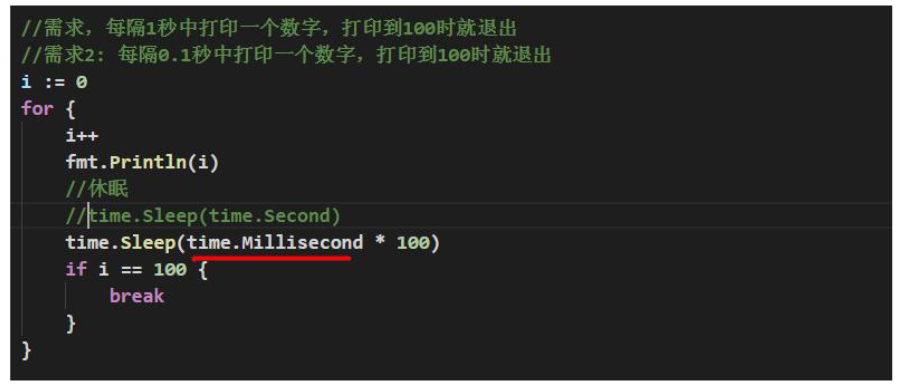 //需求, 每隔1秒中打印一个数字, 打印到100时就退出
//需求2: 每隔0.1秒中打印一个数字, 打印到100时就退出
i := 0
for {
    i++
    fmt.Println(i)
    //休眠
    //time.Sleep(time.Second)
    time.Sleep(time.Millisecond * 100)
    if i == 100 {
        break
    }
}